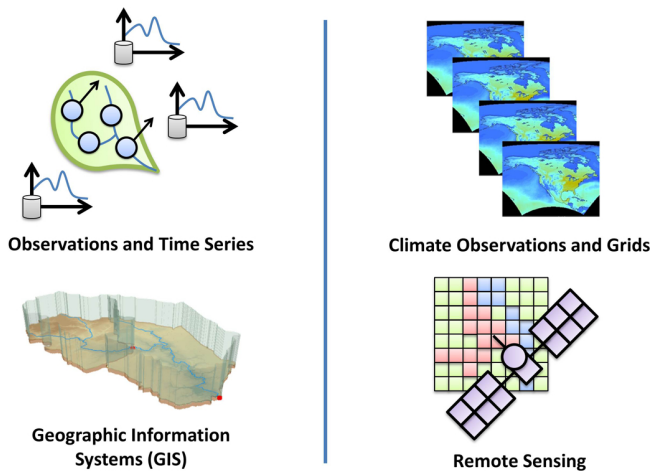 Observations and Time Series
Climate Observations and Grids
Geographic Information
Systems (GIS)
Remote Sensing